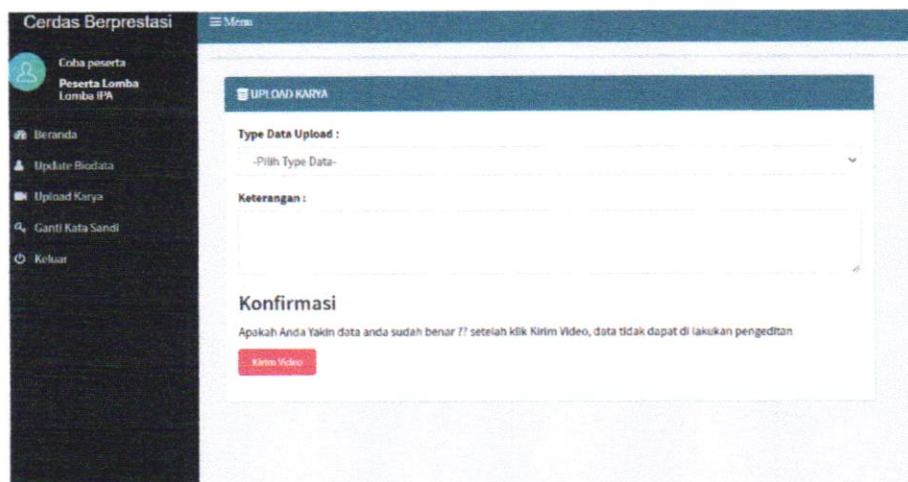 Cerdas Berprestasi
Menu
Coba peserta
Peserta Lomba
Lomba IPA
Beranda
Update Biodata
Upload Karya
Ganti Kata Sandi
Keluar
UPLOAD KARYA
Type Data Upload :
-Pilih Type Data-
Keterangan :
Konfirmasi
Apakah Anda Yakin data anda sudah benar ?? setelah klik Kirim Video, data tidak dapat di lakukan pengeditan
Kirim Video